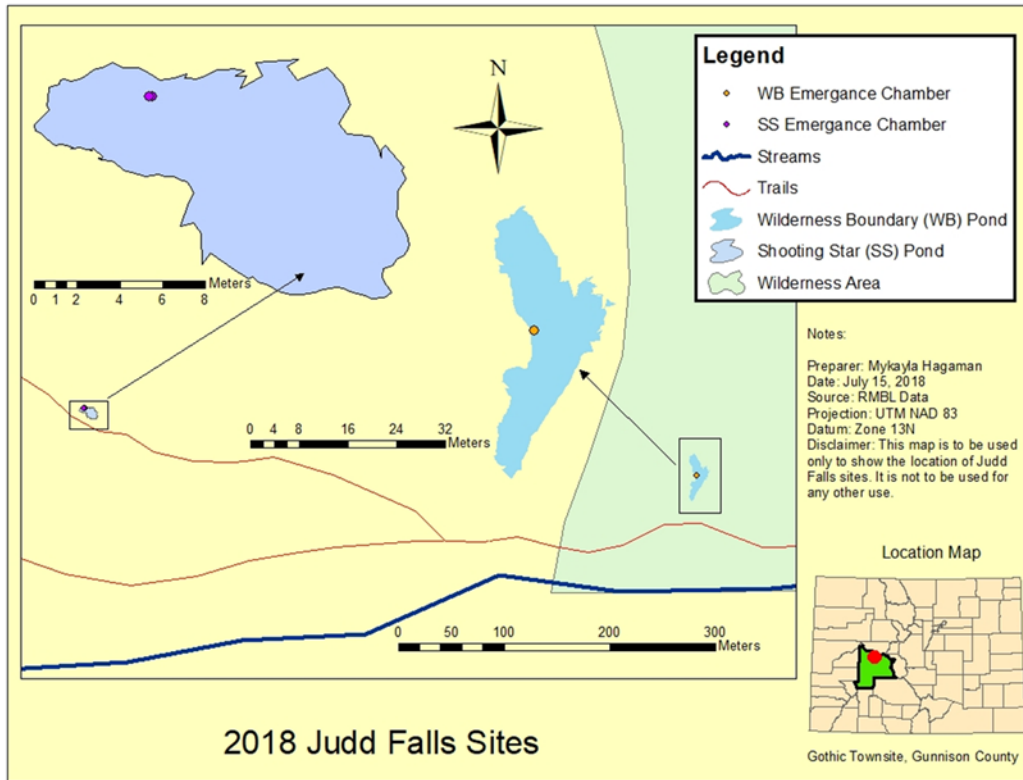 Legend
WB Emergance Chamber
SS Emergance Chamber
Streams
Trails
Wilderness Boundary (WB) Pond
Shooting Star (SS) Pond
Wilderness Area
N
0 1 2 4 6 8 Meters
0 4 8 16 24 32 Meters
0 50 100 200 300 Meters
Notes:
Preparer: Mykayla Hagaman
Date: July 15, 2018
Source: RMBL Data
Projection: UTM NAD 83
Datum: Zone 13N
Disclaimer: This map is to be used
only to show the location of Judd
Falls sites. It is not to be used for
any other use.
Location Map
Gothic Townsite, Gunnison County
2018 Judd Falls Sites